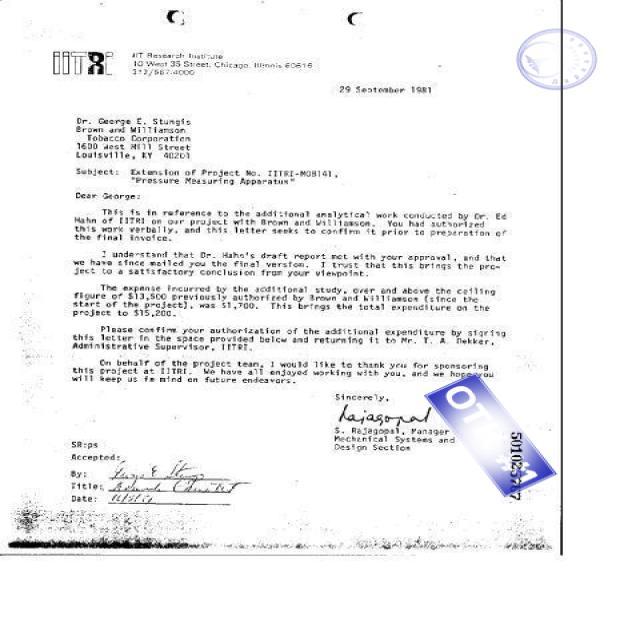 IITRI
IIT Research Institute
10 West 35 Street, Chicago, Illinois 60616
312/567-4000
29 September 1981
Dr. George E. Stungis
Brown and Williamson
Tobacco Corporation
1600 West Hill Street
Louisville, KY 40201
Subject: Extension of Project No. IITRI-M08141,
"Pressure Measuring Apparatus"
Dear George:
This is in reference to the additional analytical work conducted by Dr. Ed
Hahn of IITRI on our project with Brown and Williamson. You had authorized
this work verbally, and this letter seeks to confirm it prior to preparation of
the final invoice.
I understand that Dr. Hahn's draft report met with your approval, and that
we have since mailed you the final version. I trust that this brings the pro-
ject to a satisfactory conclusion from your viewpoint.
The expense incurred by the additional study, over and above the ceiling
figure of $13,500 previously authorized by Brown and Williamson (since the
start of the project), was $1,700. This brings the total expenditure on the
project to $15,200.
Please confirm your authorization of the additional expenditure by signing
this letter in the space provided below and returning it to Mr. T. A. Dekker,
Administrative Supervisor, IITRI.
On behalf of the project team, I would like to thank you for sponsoring
this project at IITRI. We have all enjoyed working with you, and we hope you
will keep us in mind on future endeavors.
Sincerely,
Rajagopal
S. Rajagopal, Manager
Mechanical Systems and
Design Section
SR:ps
Accepted:
By:
Title:
Date: